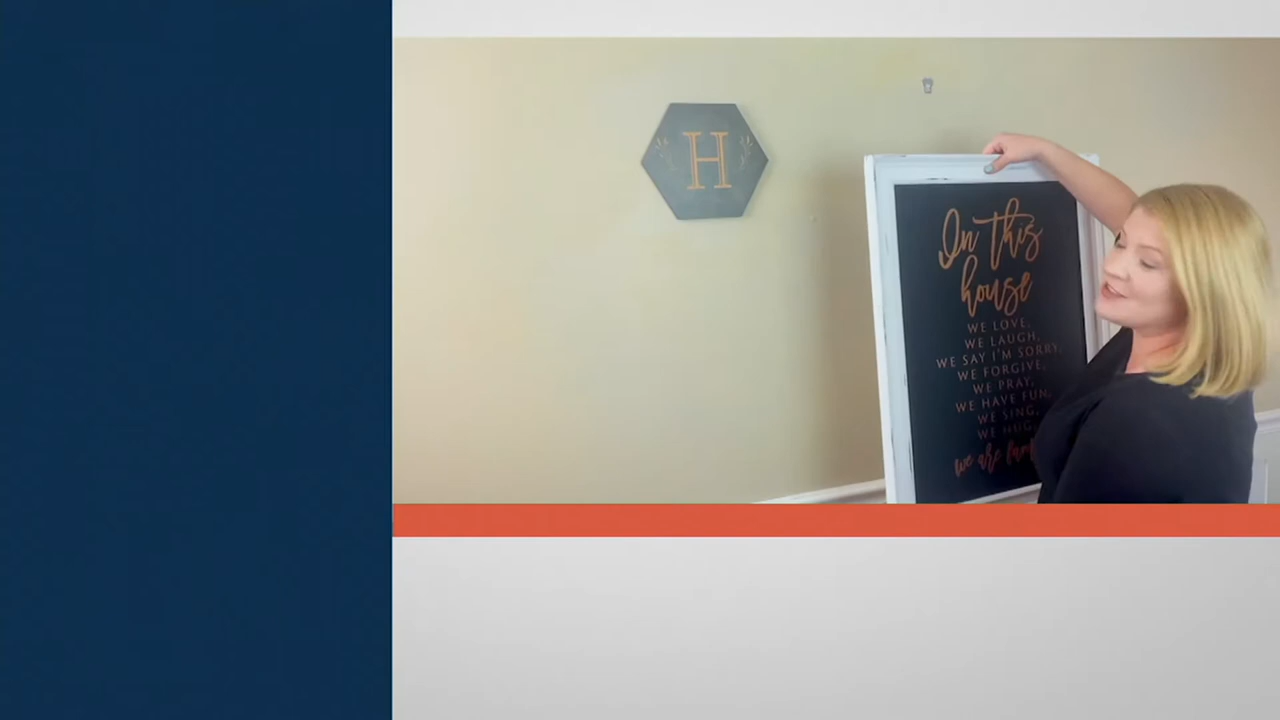 H
In this
house
WE LOVE,
WE LAUGH,
WE SAY I'M SORRY,
WE FORGIVE,
WE PRAY,
WE HAVE FUN,
WE SING,
WE HUG,
we are